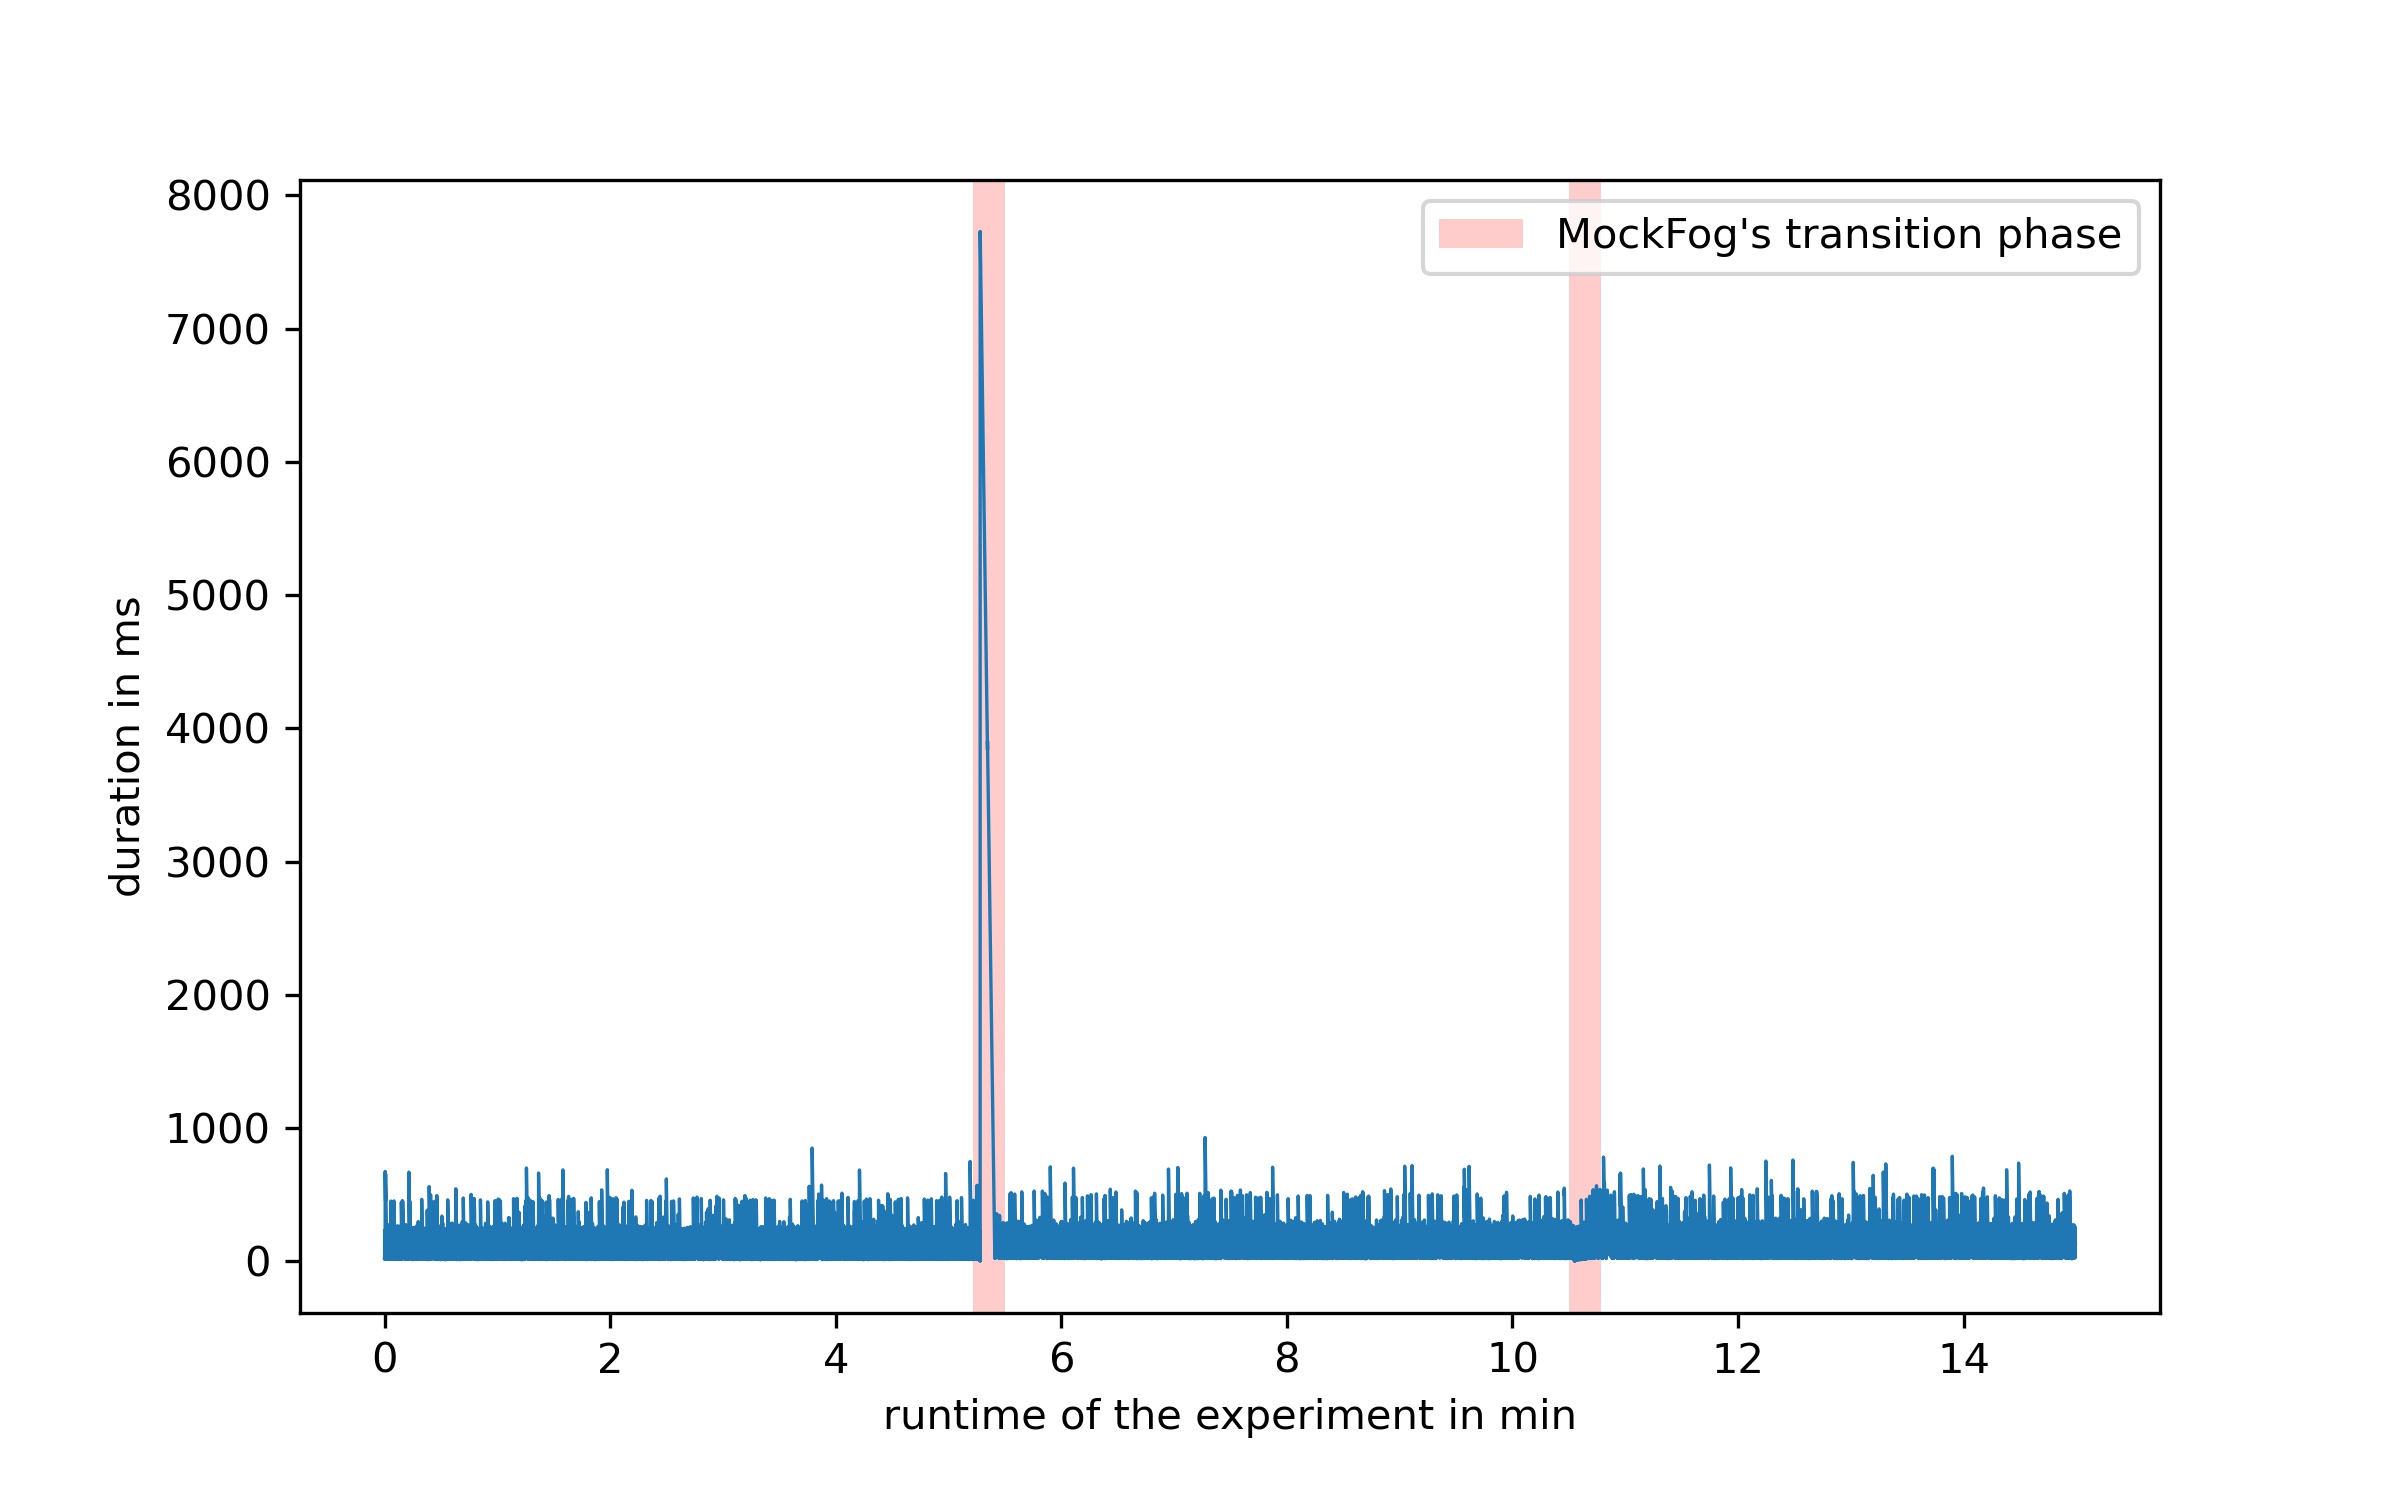 8000
7000
6000
5000
4000
3000
2000
1000
0
duration in ms
MockFog's transition phase
0 2 4 6 8 10 12 14
runtime of the experiment in min